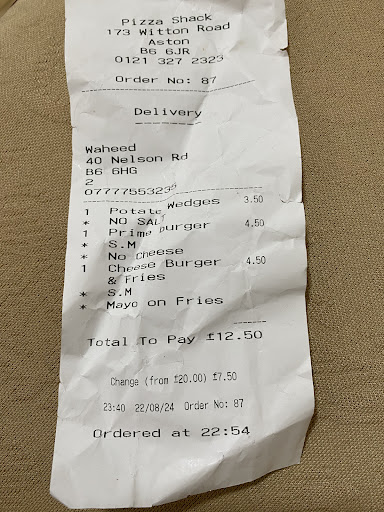 Pizza Shack
173 Witton Road
Aston
B6 6JR
0121 327 2323
Order No: 87
Delivery
Waheed
40 Nelson Rd
B6 6HG
2
0777755323
1 Potato Wedges 3.50
* NO SAL
1 Prime burger 4.50
* S.M
* No Cheese
1 Cheese Burger 4.50
& Fries
* S.M
* Mayo on Fries
Total To Pay £12.50
Change (from £20.00) £7.50
23:40 22/08/24 Order No: 87
Ordered at 22:54